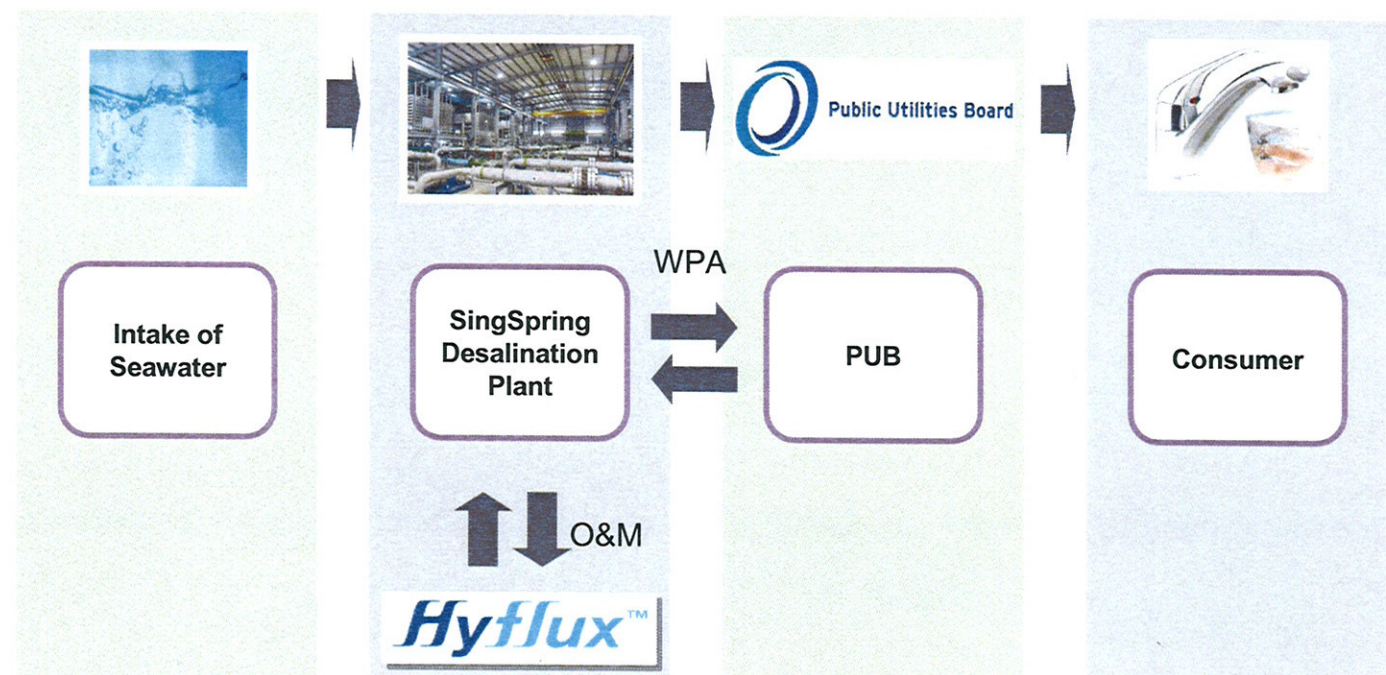 Public Utilities Board
WPA
Intake of
Seawater
SingSpring
Desalination
Plant
PUB
Consumer
O&M
Hyflux™